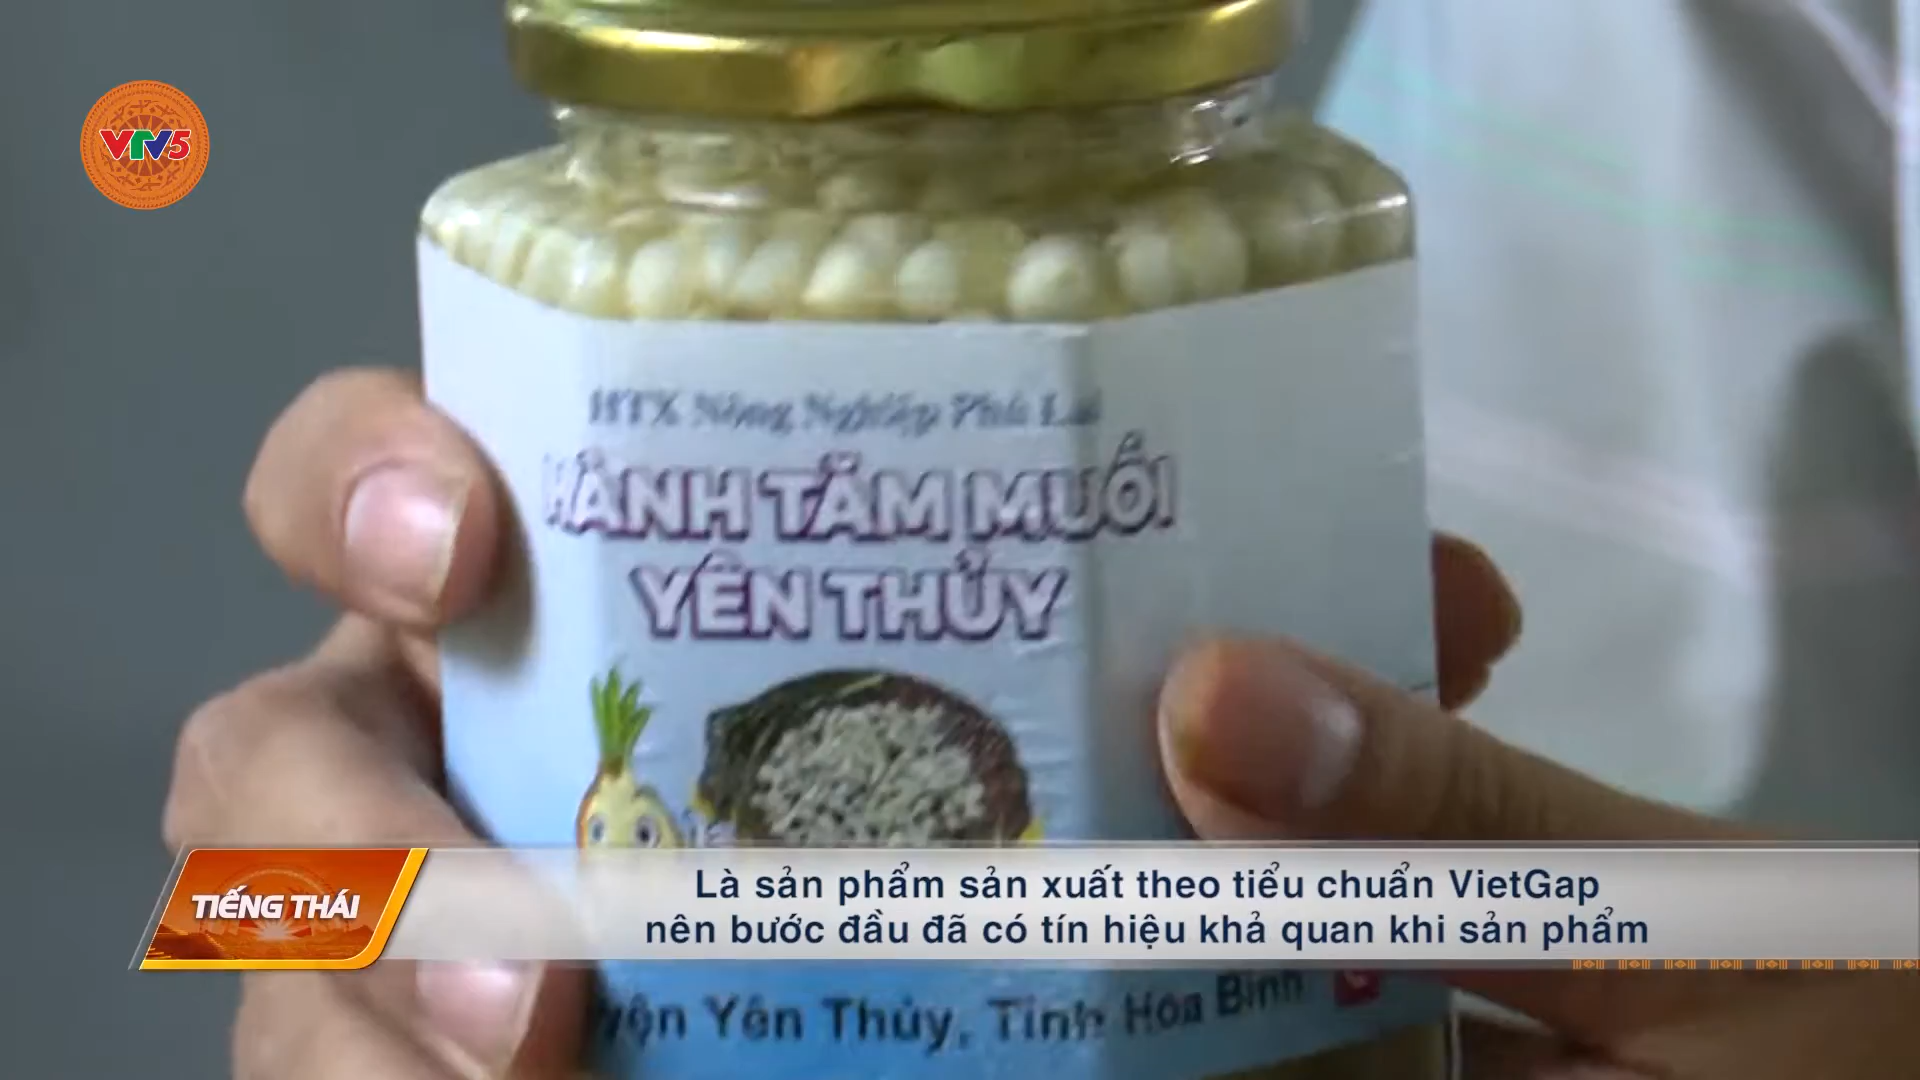 VTV5
HTX Nông Nghiệp Phú Lai
HÀNH TĂM MUỐI
YÊN THỦY
TIẾNG THÁI
Là sản phẩm sản xuất theo tiểu chuẩn VietGap
nên bước đầu đã có tín hiệu khả quan khi sản phẩm
Yên Thủy, Tỉnh Hòa Bình